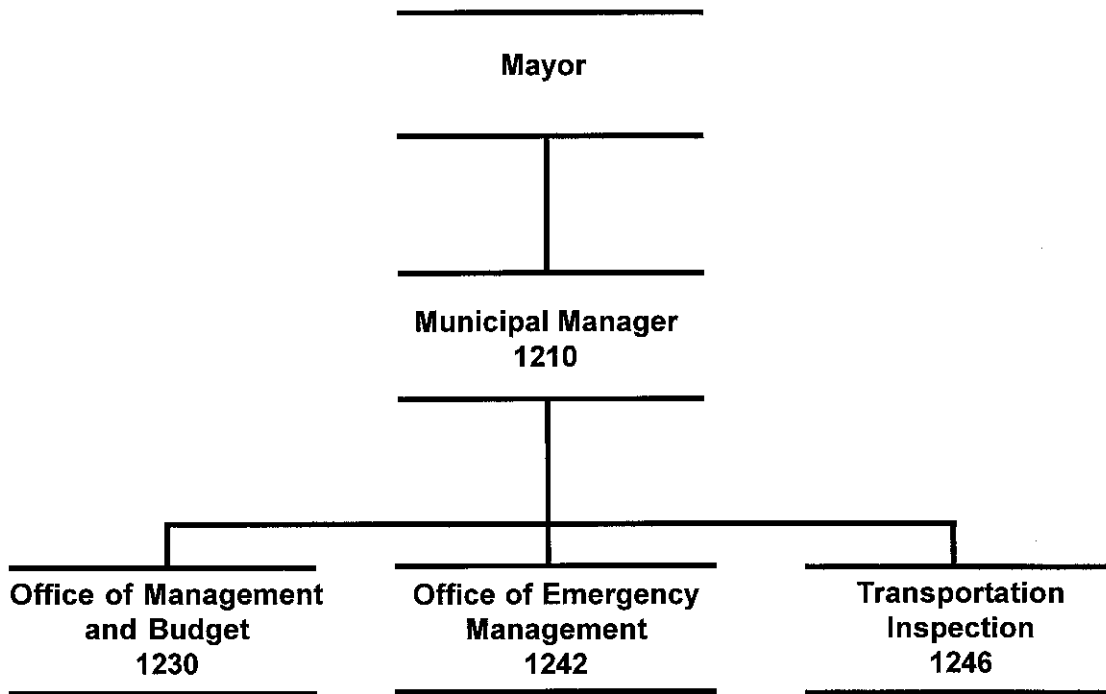 Mayor
Municipal Manager
1210
Office of Management
and Budget
1230
Office of Emergency
Management
1242
Transportation
Inspection
1246